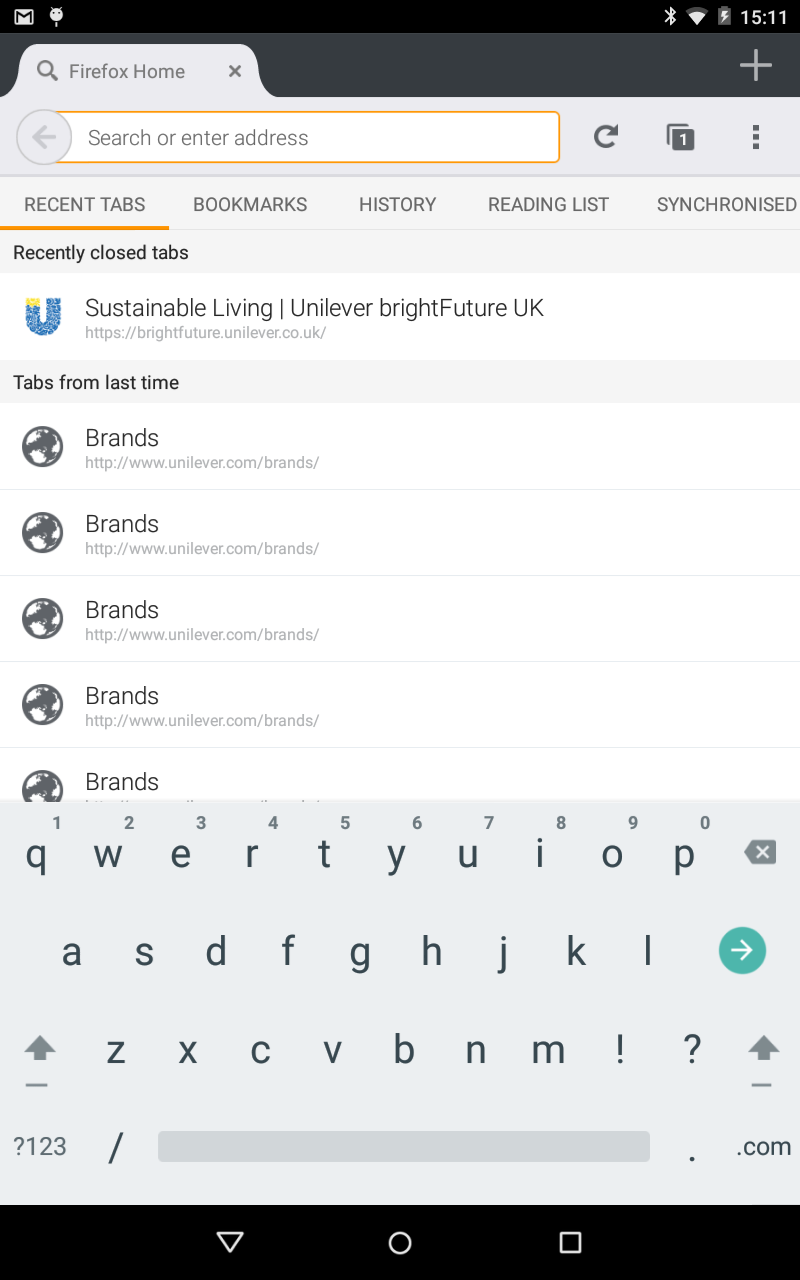 15:11
Firefox Home
Search or enter address
1
RECENT TABS BOOKMARKS HISTORY READING LIST SYNCHRONISED
Recently closed tabs
Sustainable Living | Unilever brightFuture UK
https://brightfuture.unilever.co.uk/
Tabs from last time
Brands
http://www.unilever.com/brands/
Brands
http://www.unilever.com/brands/
Brands
http://www.unilever.com/brands/
Brands
http://www.unilever.com/brands/
Brands
1 2 3 4 5 6 7 8 9 0
q w e r t y u i o p
a s d f g h j k l
z x c v b n m ! ?
?123 / . .com